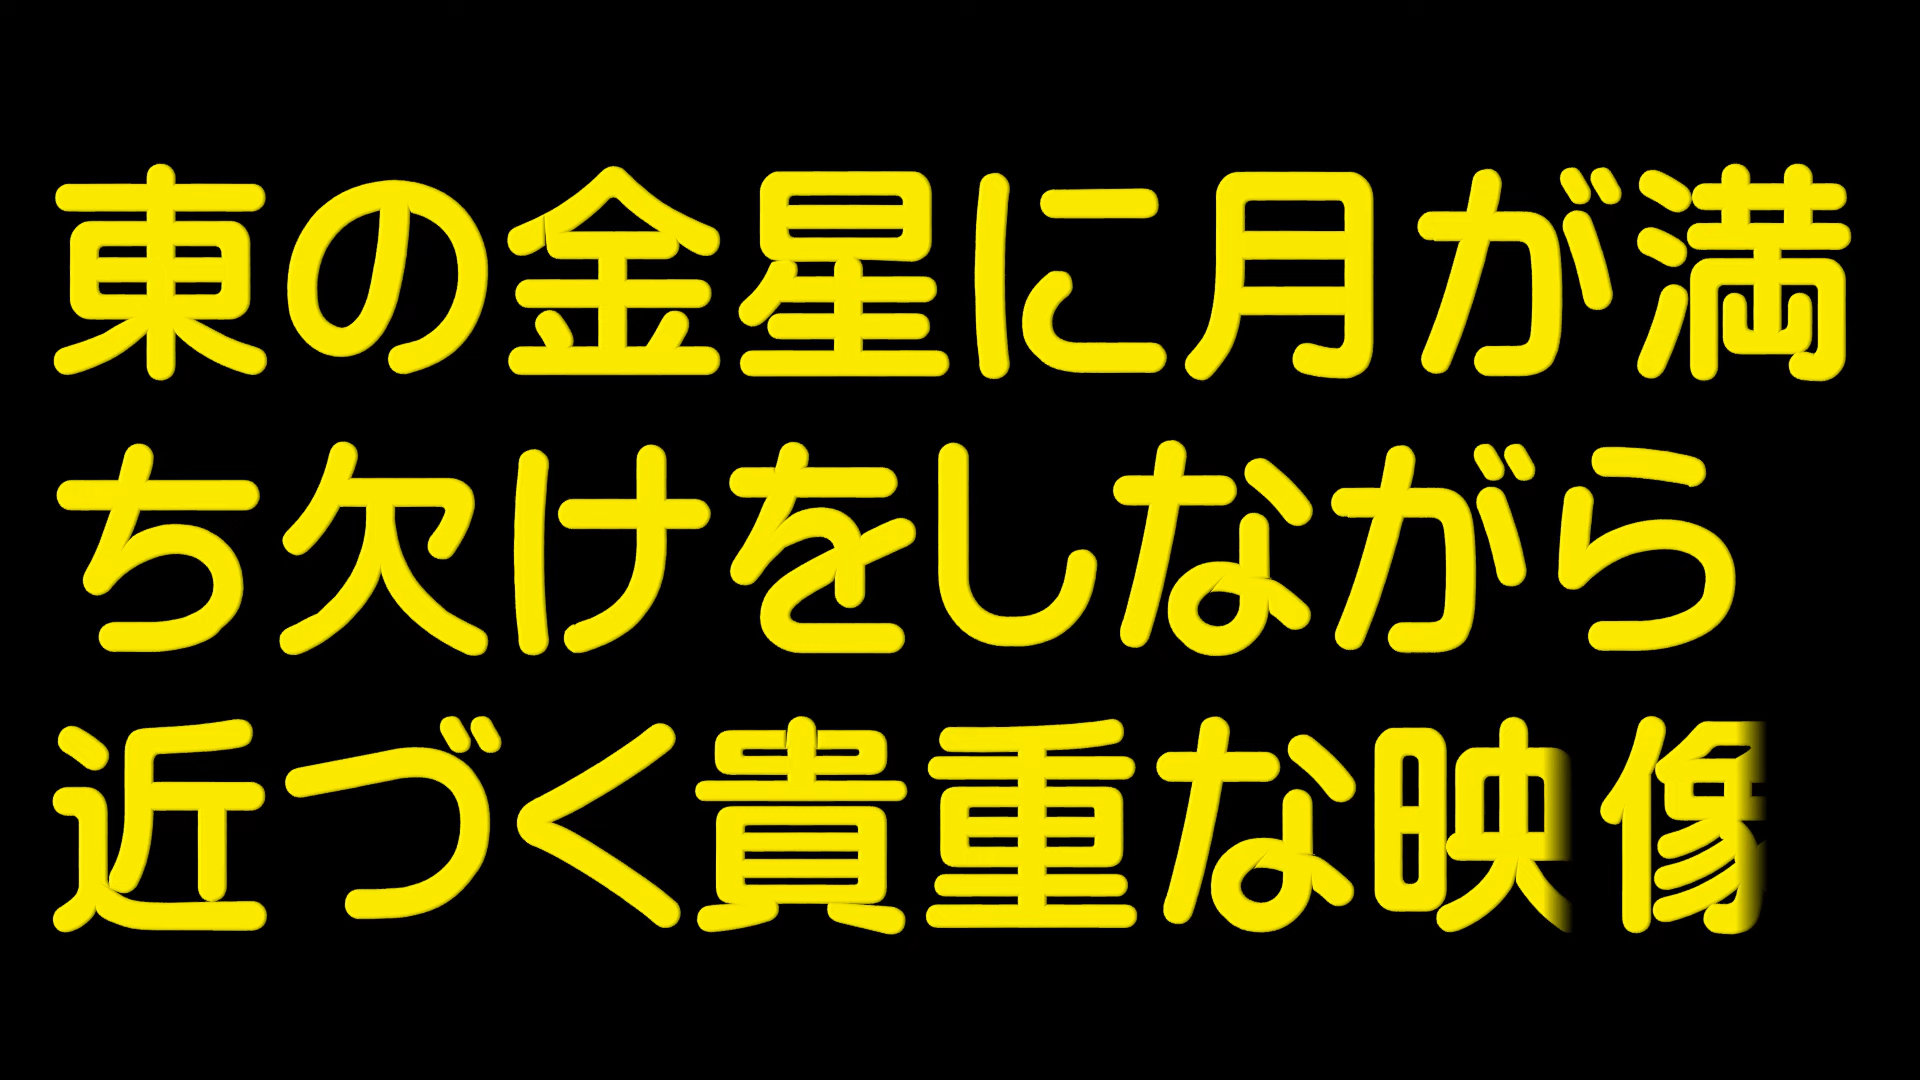 東の金星に月が満
ち欠けをしながら
近づく貴重な映像